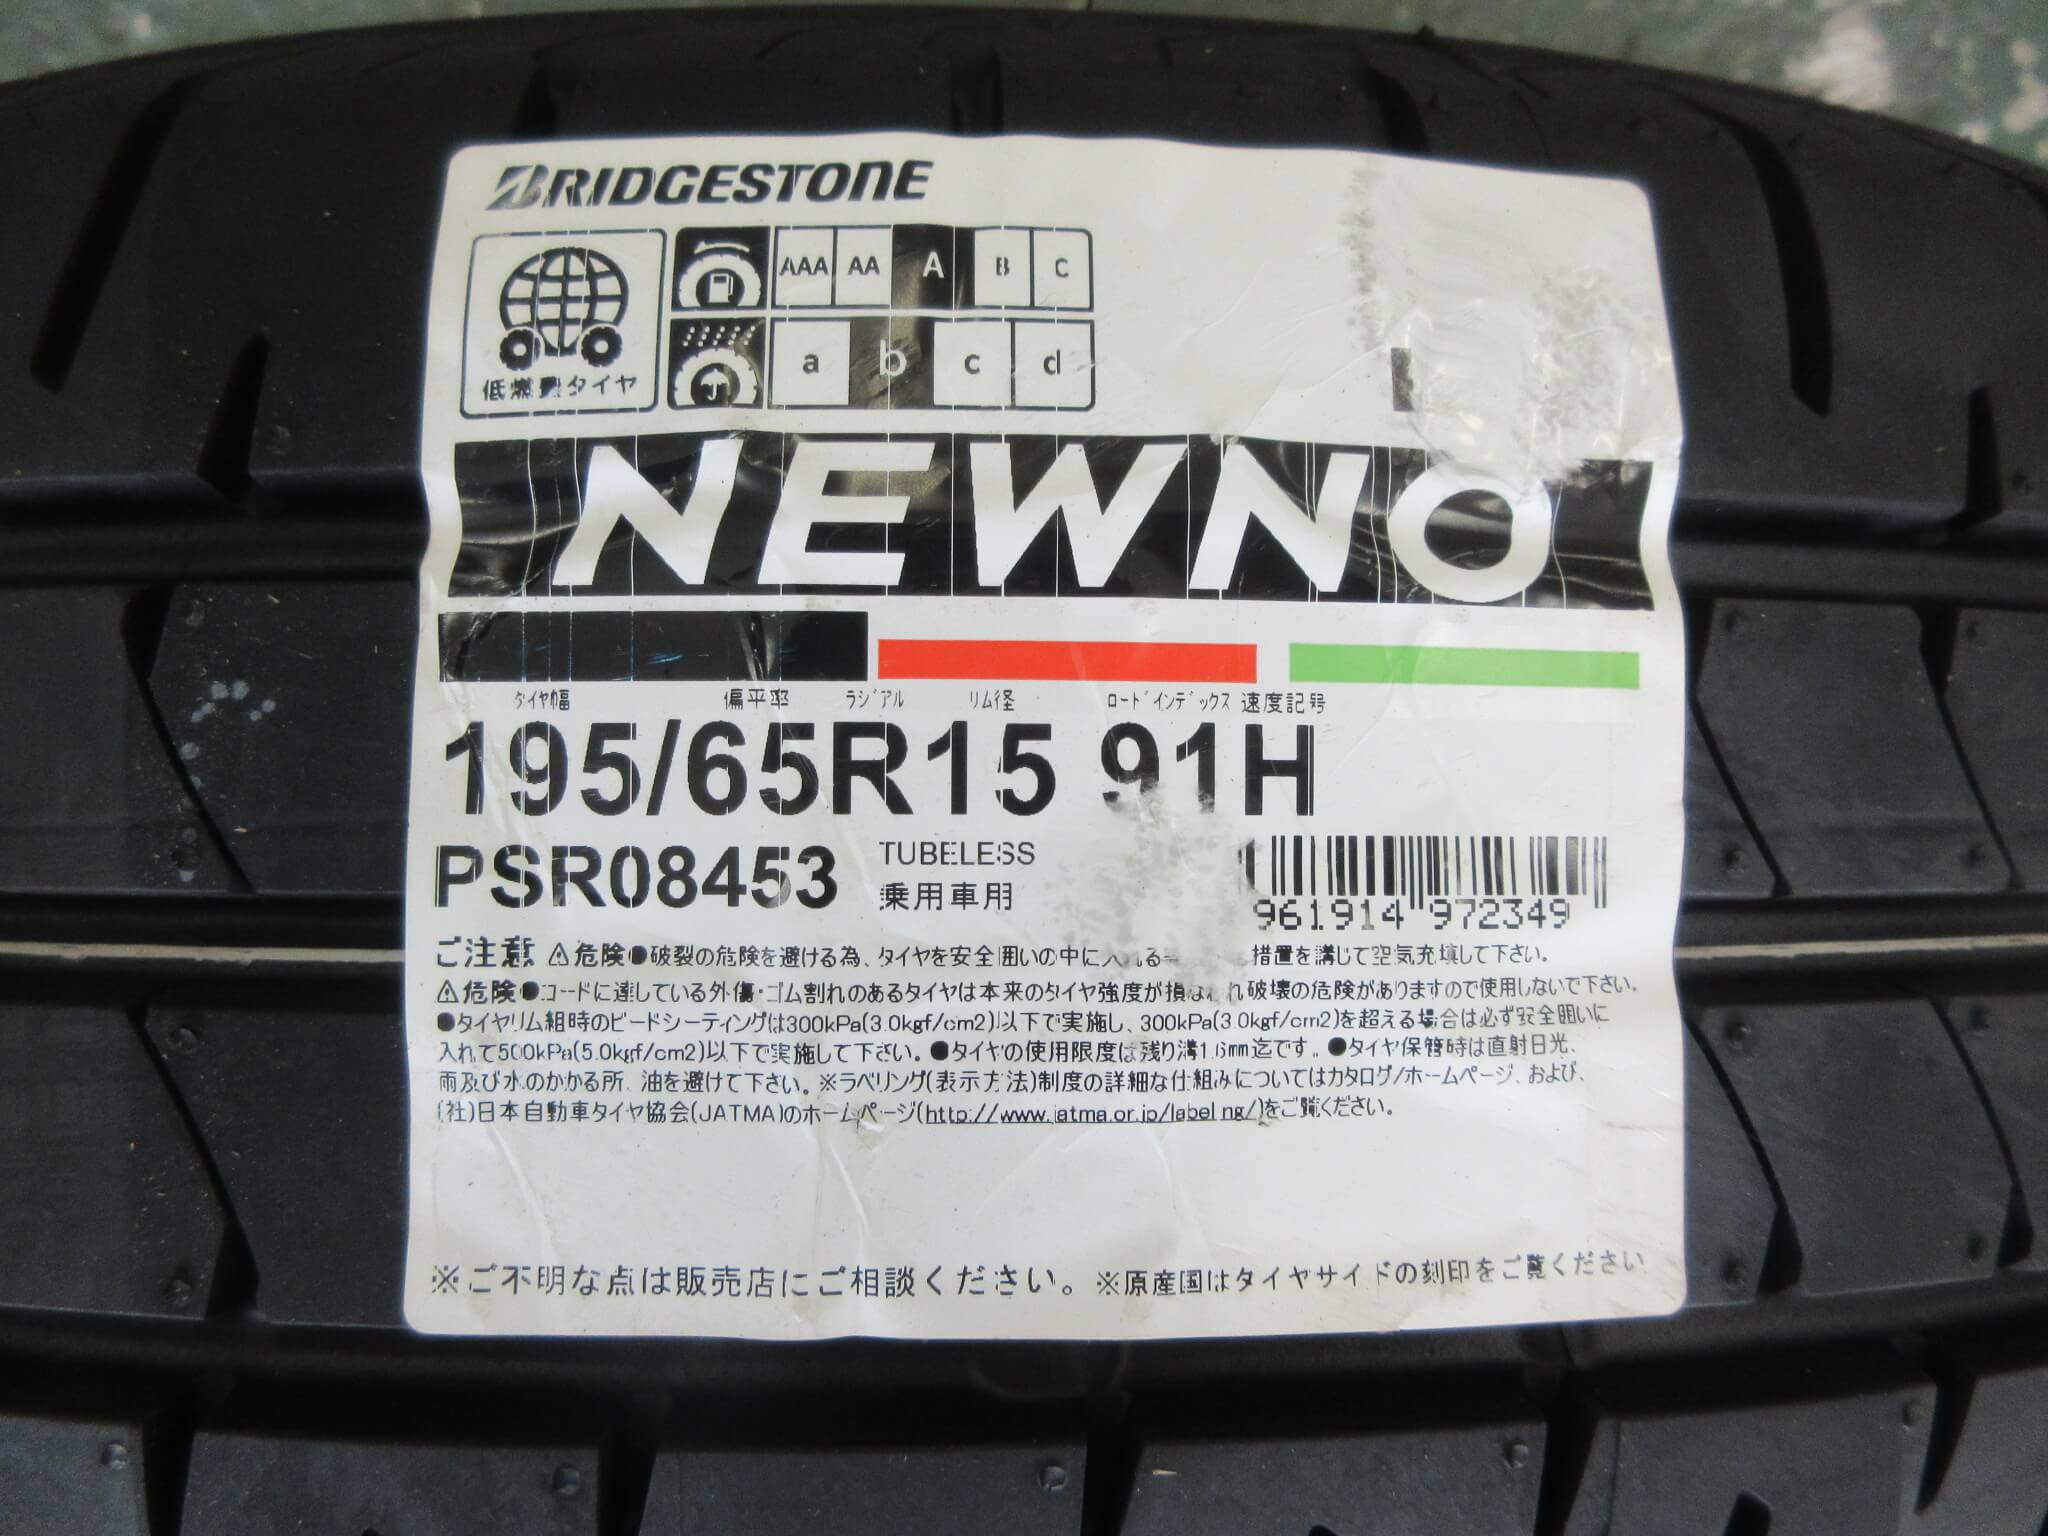 BRIDGESTONE
AAA AA A B C
a b c d
低燃費タイヤ
NEWNO
タイヤ幅 偏平率 ラジアル リム径 ロードインデックス 速度記号
195/65R15 91H
PSR08453 TUBELESS
乗用車用
961914 972349
ご注意 ⚠危険●破裂の危険を避ける為、タイヤを安全囲いの中に入れる 措置を講じて空気充填して下さい。
⚠危険●コードに達している外傷・ゴム割れのあるタイヤは本来のタイヤ強度が損なわれ破壊の危険がありますので使用しないで下さい。
●タイヤリム組時のビードシーティングは300kPa(3.0kgf/cm2)以下で実施し、300kPa(3.0kgf/cm2)を超える場合は必ず安全囲いに
入れて500kPa(5.0kgf/cm2)以下で実施して下さい。●タイヤの使用限度は残り溝1.6mm迄です。●タイヤ保管時は直射日光、
雨及び水のかかる所、油を避けて下さい。※ラベリング(表示方法)制度の詳細な仕組みについてはカタログ/ホームページ、および、
(社)日本自動車タイヤ協会(JATMA)のホームページ(http://www.jatma.or.jp/labeling/)をご覧ください。
※ご不明な点は販売店にご相談ください。※原産国はタイヤサイドの刻印をご覧ください